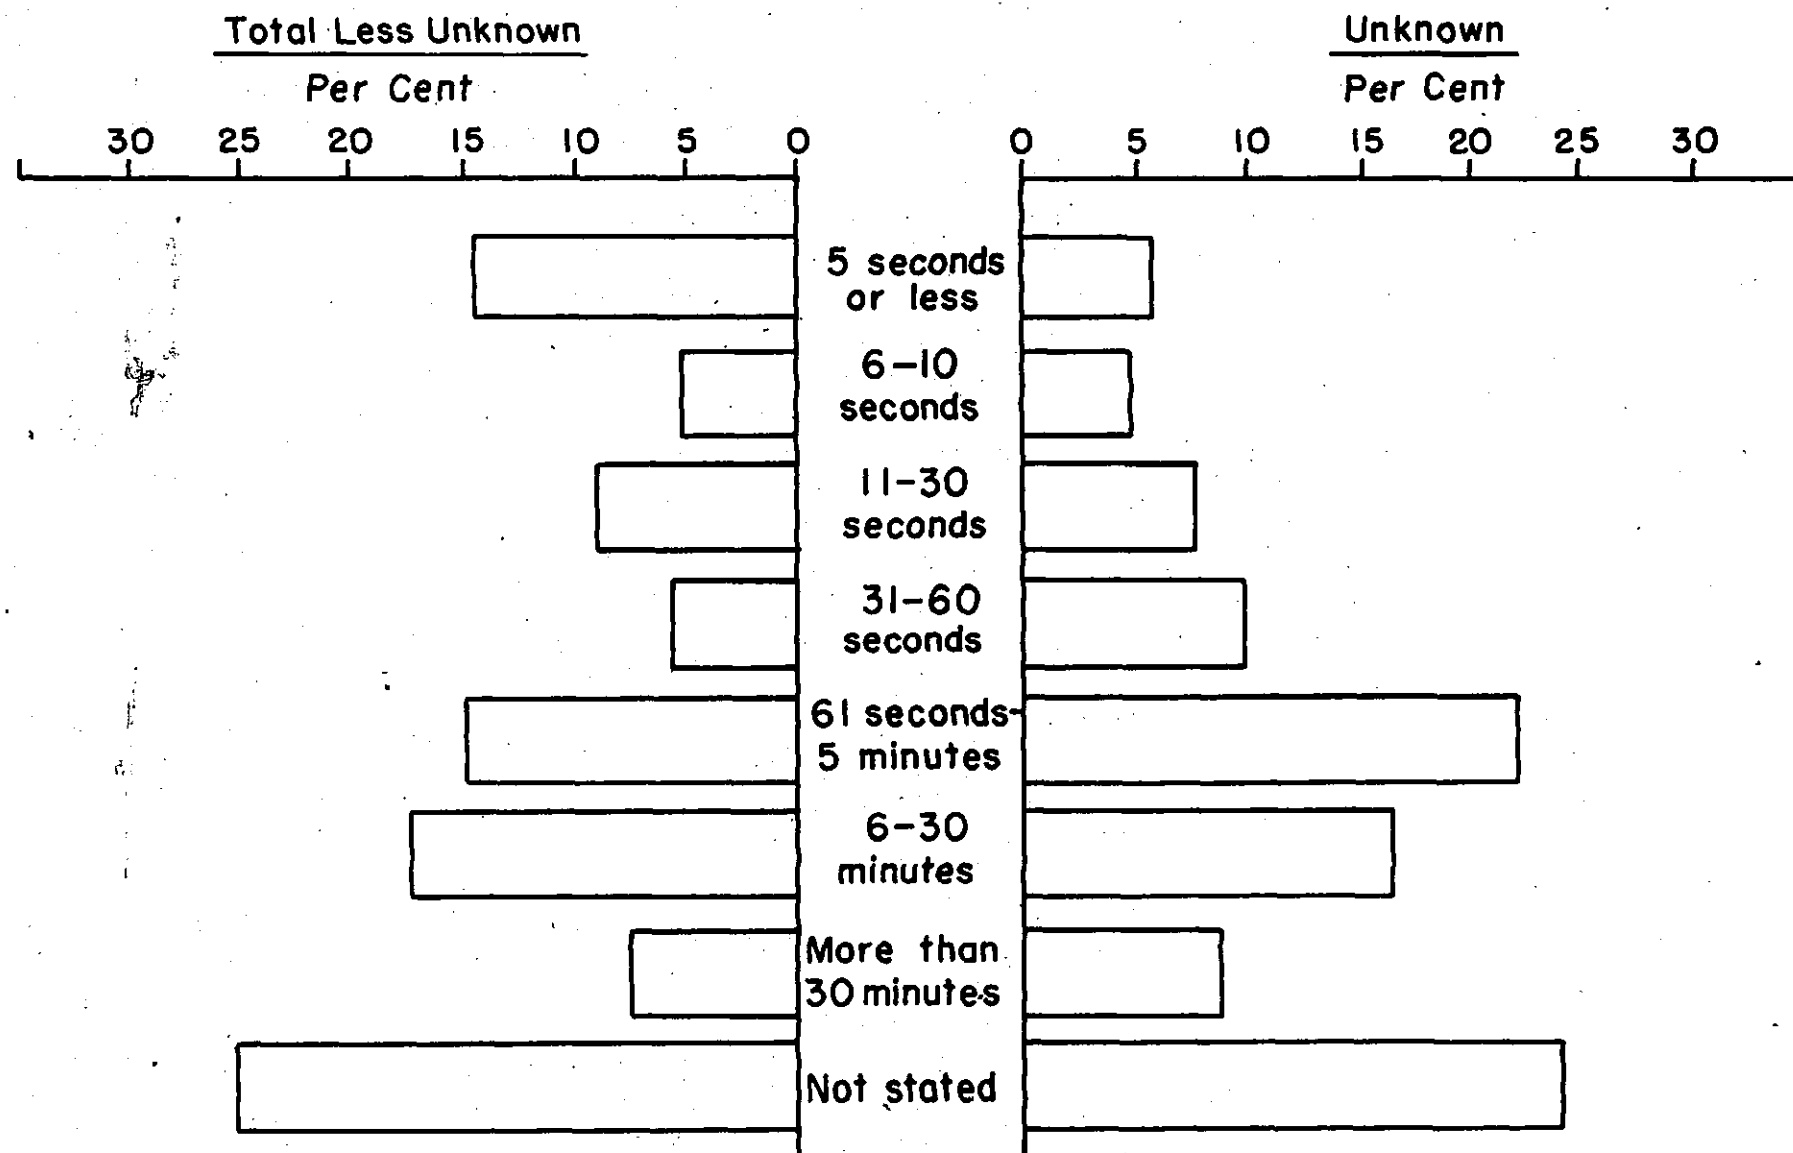 Total Less Unknown
Per Cent
30 25 20 15 10 5 0
Unknown
Per Cent
0 5 10 15 20 25 30
5 seconds
or less
6-10
seconds
11-30
seconds
31-60
seconds
61 seconds-
5 minutes
6-30
minutes
More than
30 minutes
Not stated